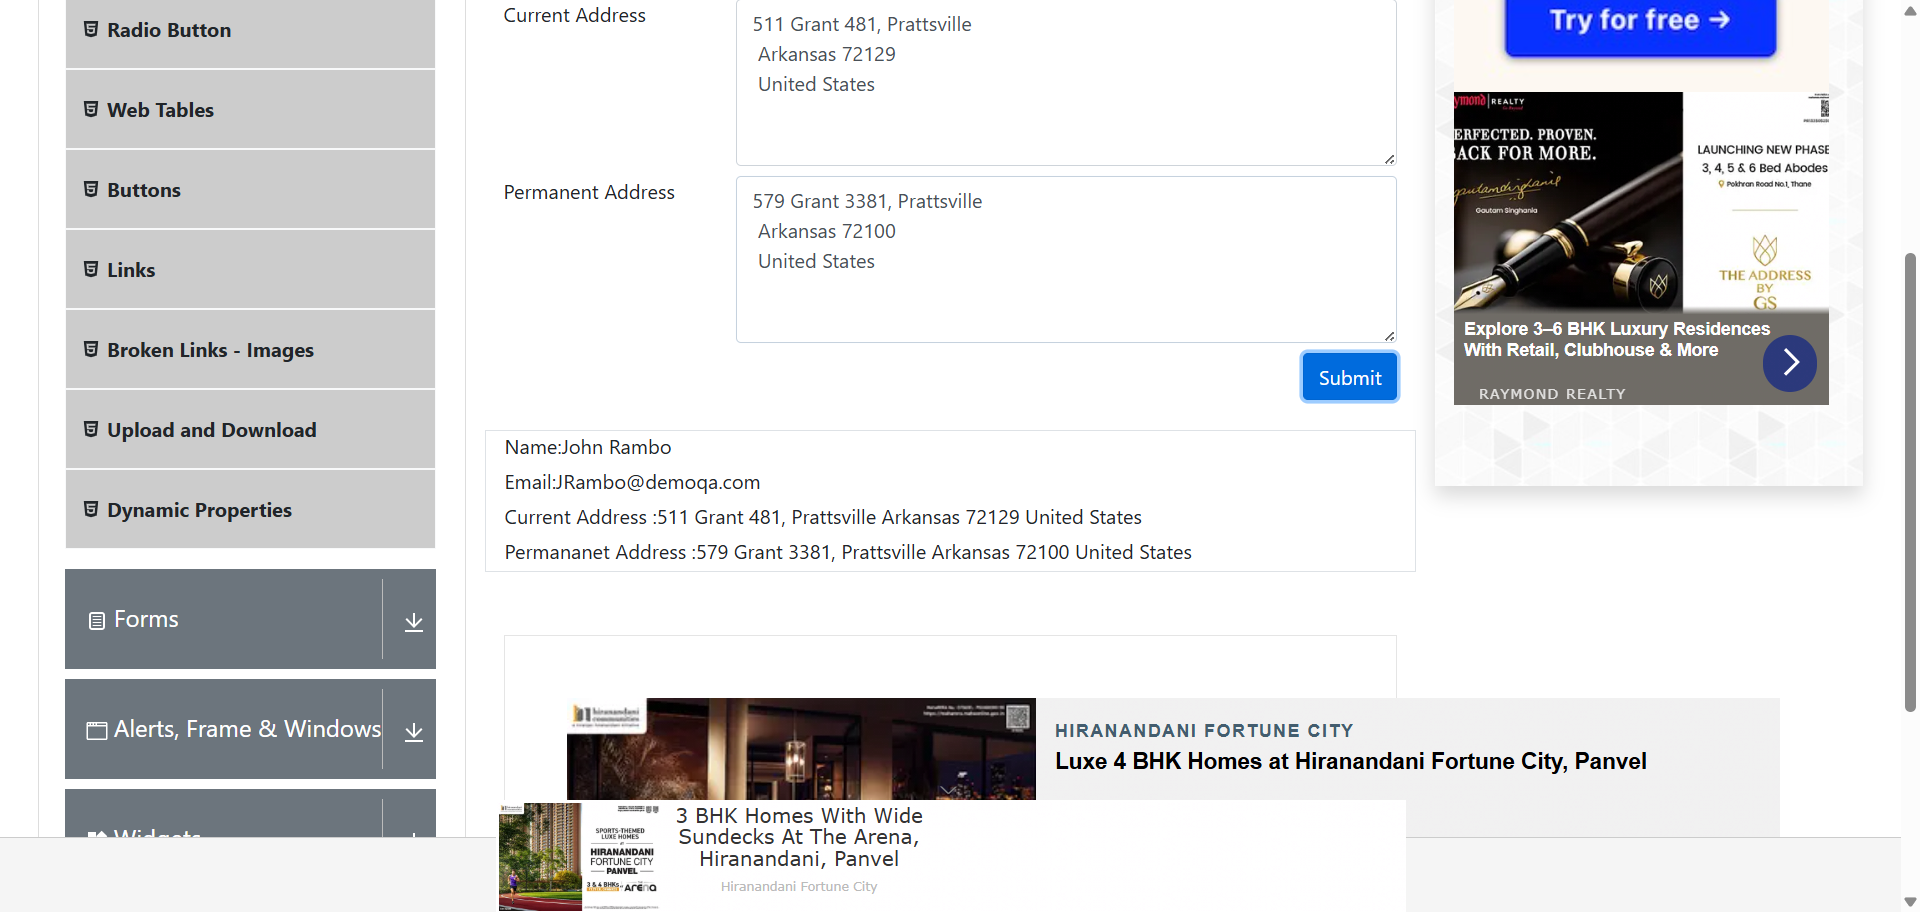 Radio Button
Web Tables
Buttons
Links
Broken Links - Images
Upload and Download
Dynamic Properties
Forms
Alerts, Frame & Windows
Widgets
Current Address
511 Grant 481, Prattsville
Arkansas 72129
United States
Permanent Address
579 Grant 3381, Prattsville
Arkansas 72100
United States
Submit
Name:John Rambo
Email:JRambo@demoqa.com
Current Address :511 Grant 481, Prattsville Arkansas 72129 United States
Permananet Address :579 Grant 3381, Prattsville Arkansas 72100 United States
Try for free →
ymond REALTY
Go Beyond
ERFECTED. PROVEN.
ACK FOR MORE.
Gautam Singhania
LAUNCHING NEW PHASE
3, 4, 5 & 6 Bed Abodes
Pokhran Road No.1, Thane
THE ADDRESS
BY
GS
Explore 3–6 BHK Luxury Residences
With Retail, Clubhouse & More
RAYMOND REALTY
hiranandani
communities
HIRANANDANI FORTUNE CITY
Luxe 4 BHK Homes at Hiranandani Fortune City, Panvel
SPORTS-THEMED
LUXE HOMES
at
HIRANANDANI
FORTUNE CITY
PANVEL
3 & 4 BHKs
ARENA
3 BHK Homes With Wide
Sundecks At The Arena,
Hiranandani, Panvel
Hiranandani Fortune City